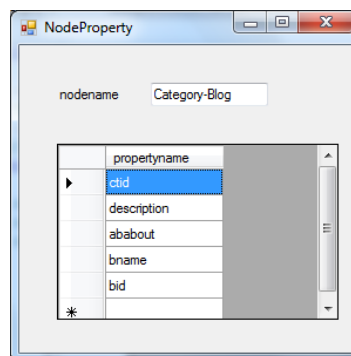 NodeProperty
nodename Category-Blog
propertyname
ctid
description
ababout
bname
bid